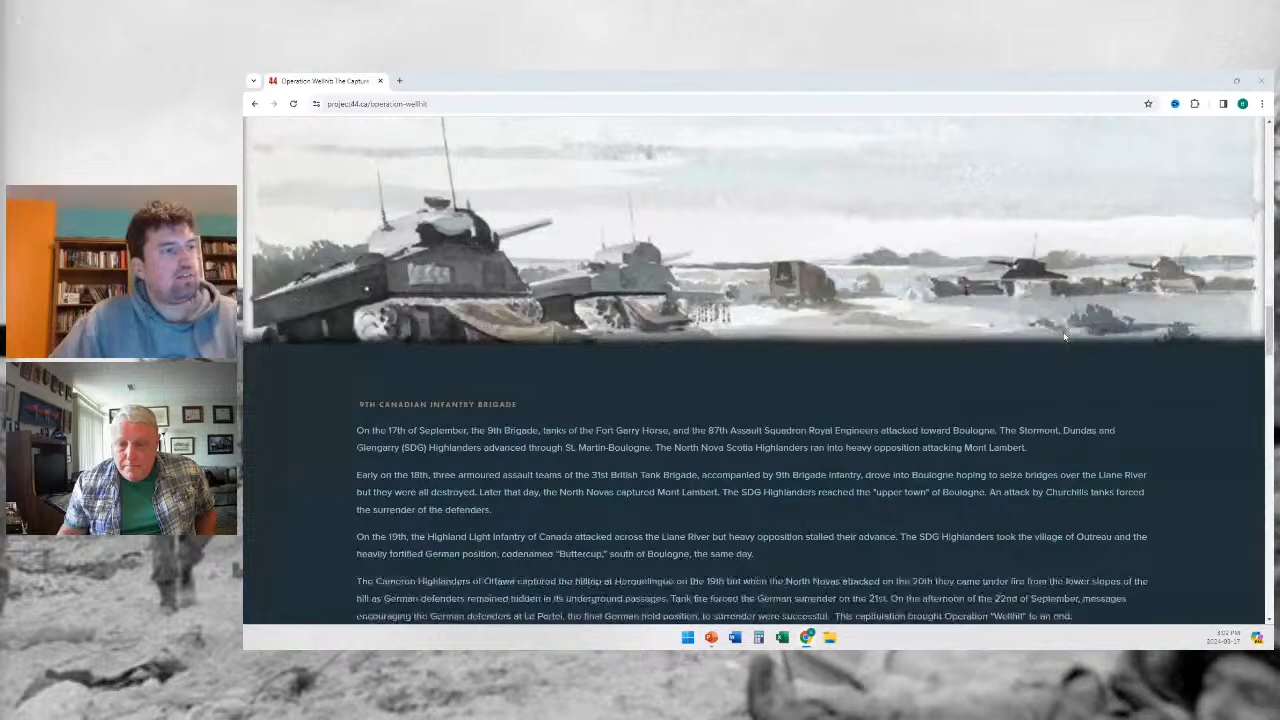 44 Operation Wellhit: The Capture
project44.ca/operation-wellhit
9TH CANADIAN INFANTRY BRIGADE
On the 17th of September, the 9th Brigade, tanks of the Fort Garry Horse, and the 87th Assault Squadron Royal Engineers attacked toward Boulogne. The Stormont, Dundas and
Glengarry (SDG) Highlanders advanced through St. Martin-Boulogne. The North Nova Scotia Highlanders ran into heavy opposition attacking Mont Lambert.
Early on the 18th, three armoured assault teams of the 31st British Tank Brigade, accompanied by 9th Brigade infantry, drove into Boulogne hoping to seize bridges over the Liane River
but they were all destroyed. Later that day, the North Novas captured Mont Lambert. The SDG Highlanders reached the "upper town" of Boulogne. An attack by Churchills tanks forced
the surrender of the defenders.
On the 19th, the Highland Light Infantry of Canada attacked across the Liane River but heavy opposition stalled their advance. The SDG Highlanders took the village of Outreau and the
heavily fortified German position, codenamed "Buttercup," south of Boulogne, the same day.
The Cameron Highlanders of Ottawa captured the hilltop at Herquelingue on the 19th but when the North Novas attacked on the 20th they came under fire from the lower slopes of the
hill as German defenders remained hidden in its underground passages. Tank fire forced the German surrender on the 21st. On the afternoon of the 22nd of September, messages
encouraging the German defenders at Le Portel, the final German held position, to surrender were successful. This capitulation brought Operation "Wellhit" to an end.
3:02 PM
2024-03-17